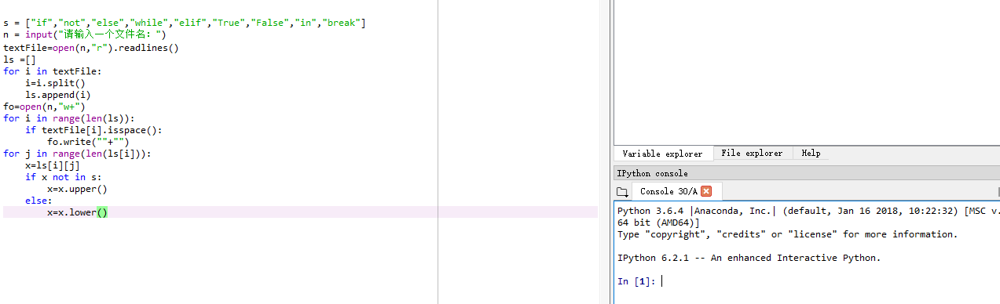 s = ["if","not","else","while","elif","True","False","in","break"]
n = input("请输入一个文件名：")
textFile=open(n,"r").readlines()
ls =[]
for i in textFile:
    i=i.split()
    ls.append(i)
fo=open(n,"w+")
for i in range(len(ls)):
    if textFile[i].isspace():
        fo.write(""+"")
for j in range(len(ls[i])):
    x=ls[i][j]
    if x not in s:
        x=x.upper()
    else:
        x=x.lower()
Variable explorer
File explorer
Help
IPython console
Console 30/A
Python 3.6.4 |Anaconda, Inc.| (default, Jan 16 2018, 10:22:32) [MSC v.
64 bit (AMD64)]
Type "copyright", "credits" or "license" for more information.
IPython 6.2.1 -- An enhanced Interactive Python.
In [1]: